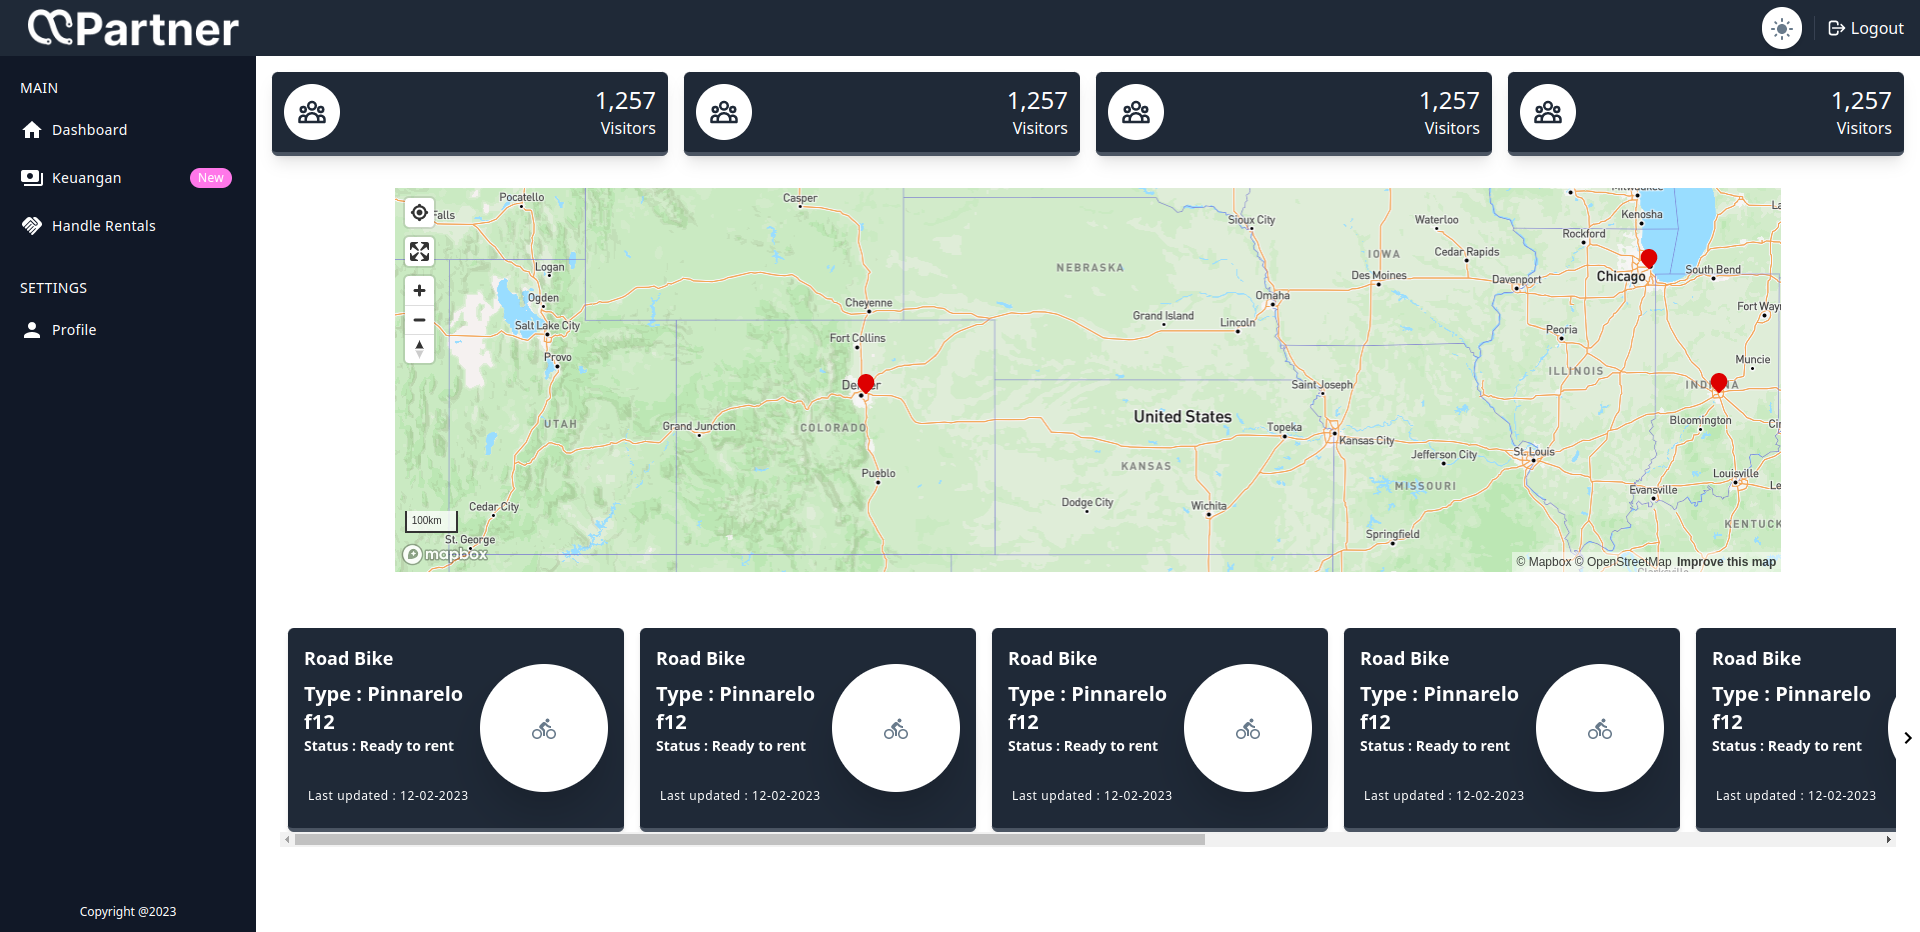 Partner
Logout
MAIN
Dashboard
Keuangan New
Handle Rentals
SETTINGS
Profile
Copyright @2023
1,257
Visitors
1,257
Visitors
1,257
Visitors
1,257
Visitors
Pocatello
Falls
Casper
Sioux City
Waterloo
Milwaukee
Kenosha
Rockford
La
IOWA
Cedar Rapids
NEBRASKA
Logan
Des Moines
Davenport
Chicago
South Bend
Ogden
Cheyenne
Omaha
Fort Way
Salt Lake City
Grand Island
Lincoln
Peoria
Fort Collins
Provo
Muncie
Saint Joseph
ILLINOIS
UTAH
Grand Junction
COLORADO
United States
Topeka
Kansas City
Bloomington
Ci
Jefferson City
St. Louis
Pueblo
KANSAS
MISSOURI
Louisville
Evansville
Le
Cedar City
Dodge City
Wichita
KENTUCK
100km
St. George
Springfield
mapbox
© Mapbox © OpenStreetMap Improve this map
Road Bike
Type : Pinnarelo
f12
Status : Ready to rent
Last updated : 12-02-2023
Road Bike
Type : Pinnarelo
f12
Status : Ready to rent
Last updated : 12-02-2023
Road Bike
Type : Pinnarelo
f12
Status : Ready to rent
Last updated : 12-02-2023
Road Bike
Type : Pinnarelo
f12
Status : Ready to rent
Last updated : 12-02-2023
Road Bike
Type : Pinnarelo
f12
Status : Ready to rent
Last updated : 12-02-2023